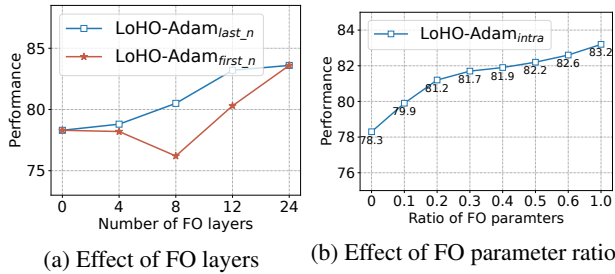 LoHO-Adam_last_n
LoHO-Adam_first_n
85
80
75
Performance
0 4 8 12 24
Number of FO layers
(a) Effect of FO layers
LoHO-Adam_intra
84
82
80
78
76
Performance
78.3 79.9 81.2 81.7 81.9 82.2 82.6 83.2
0 0.1 0.2 0.3 0.4 0.5 0.6 1.0
Ratio of FO paramters
(b) Effect of FO parameter ratio